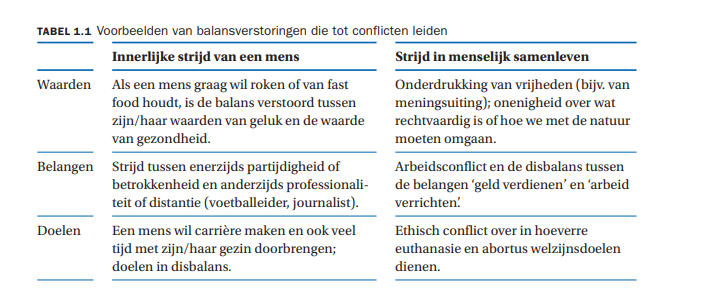 TABEL 1.1 Voorbeelden van balansverstoringen die tot conflicten leiden
Innerlijke strijd van een mens
Strijd in menselijk samenleven
Waarden
Als een mens graag wil roken of van fast
food houdt, is de balans verstoord tussen
zijn/haar waarden van geluk en de waarde
van gezondheid.
Onderdrukking van vrijheden (bijv. van
meningsuiting); onenigheid over wat
rechtvaardig is of hoe we met de natuur
moeten omgaan.
Belangen
Strijd tussen enerzijds partijdigheid of
betrokkenheid en anderzijds professionali-
teit of distantie (voetballeider, journalist).
Arbeidsconflict en de disbalans tussen
de belangen ‘geld verdienen’ en ‘arbeid
verrichten’.
Doelen
Een mens wil carrière maken en ook veel
tijd met zijn/haar gezin doorbrengen;
doelen in disbalans.
Ethisch conflict over in hoeverre
euthanasie en abortus welzijnsdoelen
dienen.